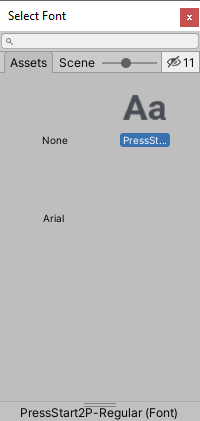 Select Font
x
Assets Scene 11
Aa
None PressSt...
Arial
PressStart2P-Regular (Font)